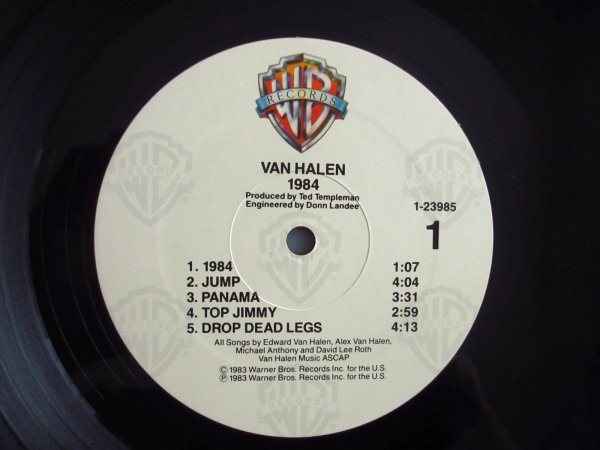 WB
RECORDS
VAN HALEN
1984
Produced by Ted Templeman
Engineered by Donn Landee
1-23985
1
1. 1984 1:07
2. JUMP 4:04
3. PANAMA 3:31
4. TOP JIMMY 2:59
5. DROP DEAD LEGS 4:13
All Songs by Edward Van Halen, Alex Van Halen,
Michael Anthony and David Lee Roth
Van Halen Music ASCAP
© 1983 Warner Bros. Records Inc. for the U.S.
℗ 1983 Warner Bros. Records Inc. for the U.S.